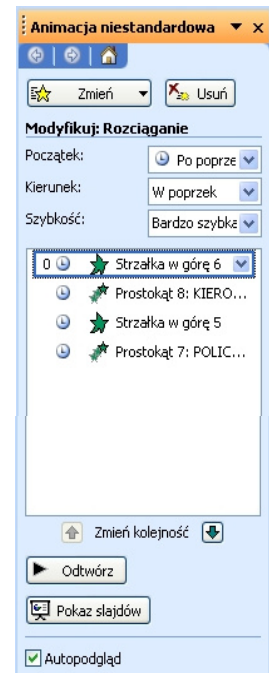 Animacja niestandardowa
Zmień
Usuń
Modyfikuj: Rozciąganie
Początek:
Po poprze
Kierunek:
W poprzek
Szybkość:
Bardzo szybka
0 Strzałka w górę 6
Prostokąt 8: KIERO...
Strzałka w górę 5
Prostokąt 7: POLIC...
Zmień kolejność
Odtwórz
Pokaz slajdów
Autopodgląd